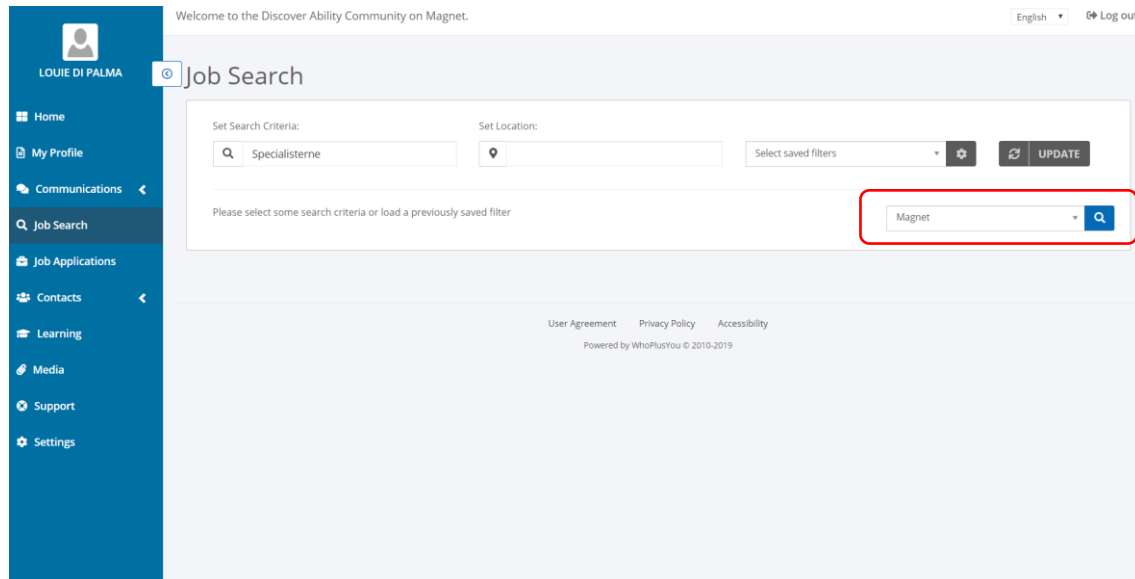 Welcome to the Discover Ability Community on Magnet.
English
Log out
LOUIE DI PALMA
Home
My Profile
Communications
Job Search
Job Applications
Contacts
Learning
Media
Support
Settings
Job Search
Set Search Criteria:
Set Location:
Specialisterne
Select saved filters
UPDATE
Please select some search criteria or load a previously saved filter
Magnet
User Agreement Privacy Policy Accessibility
Powered by WhoPlusYou © 2010-2019